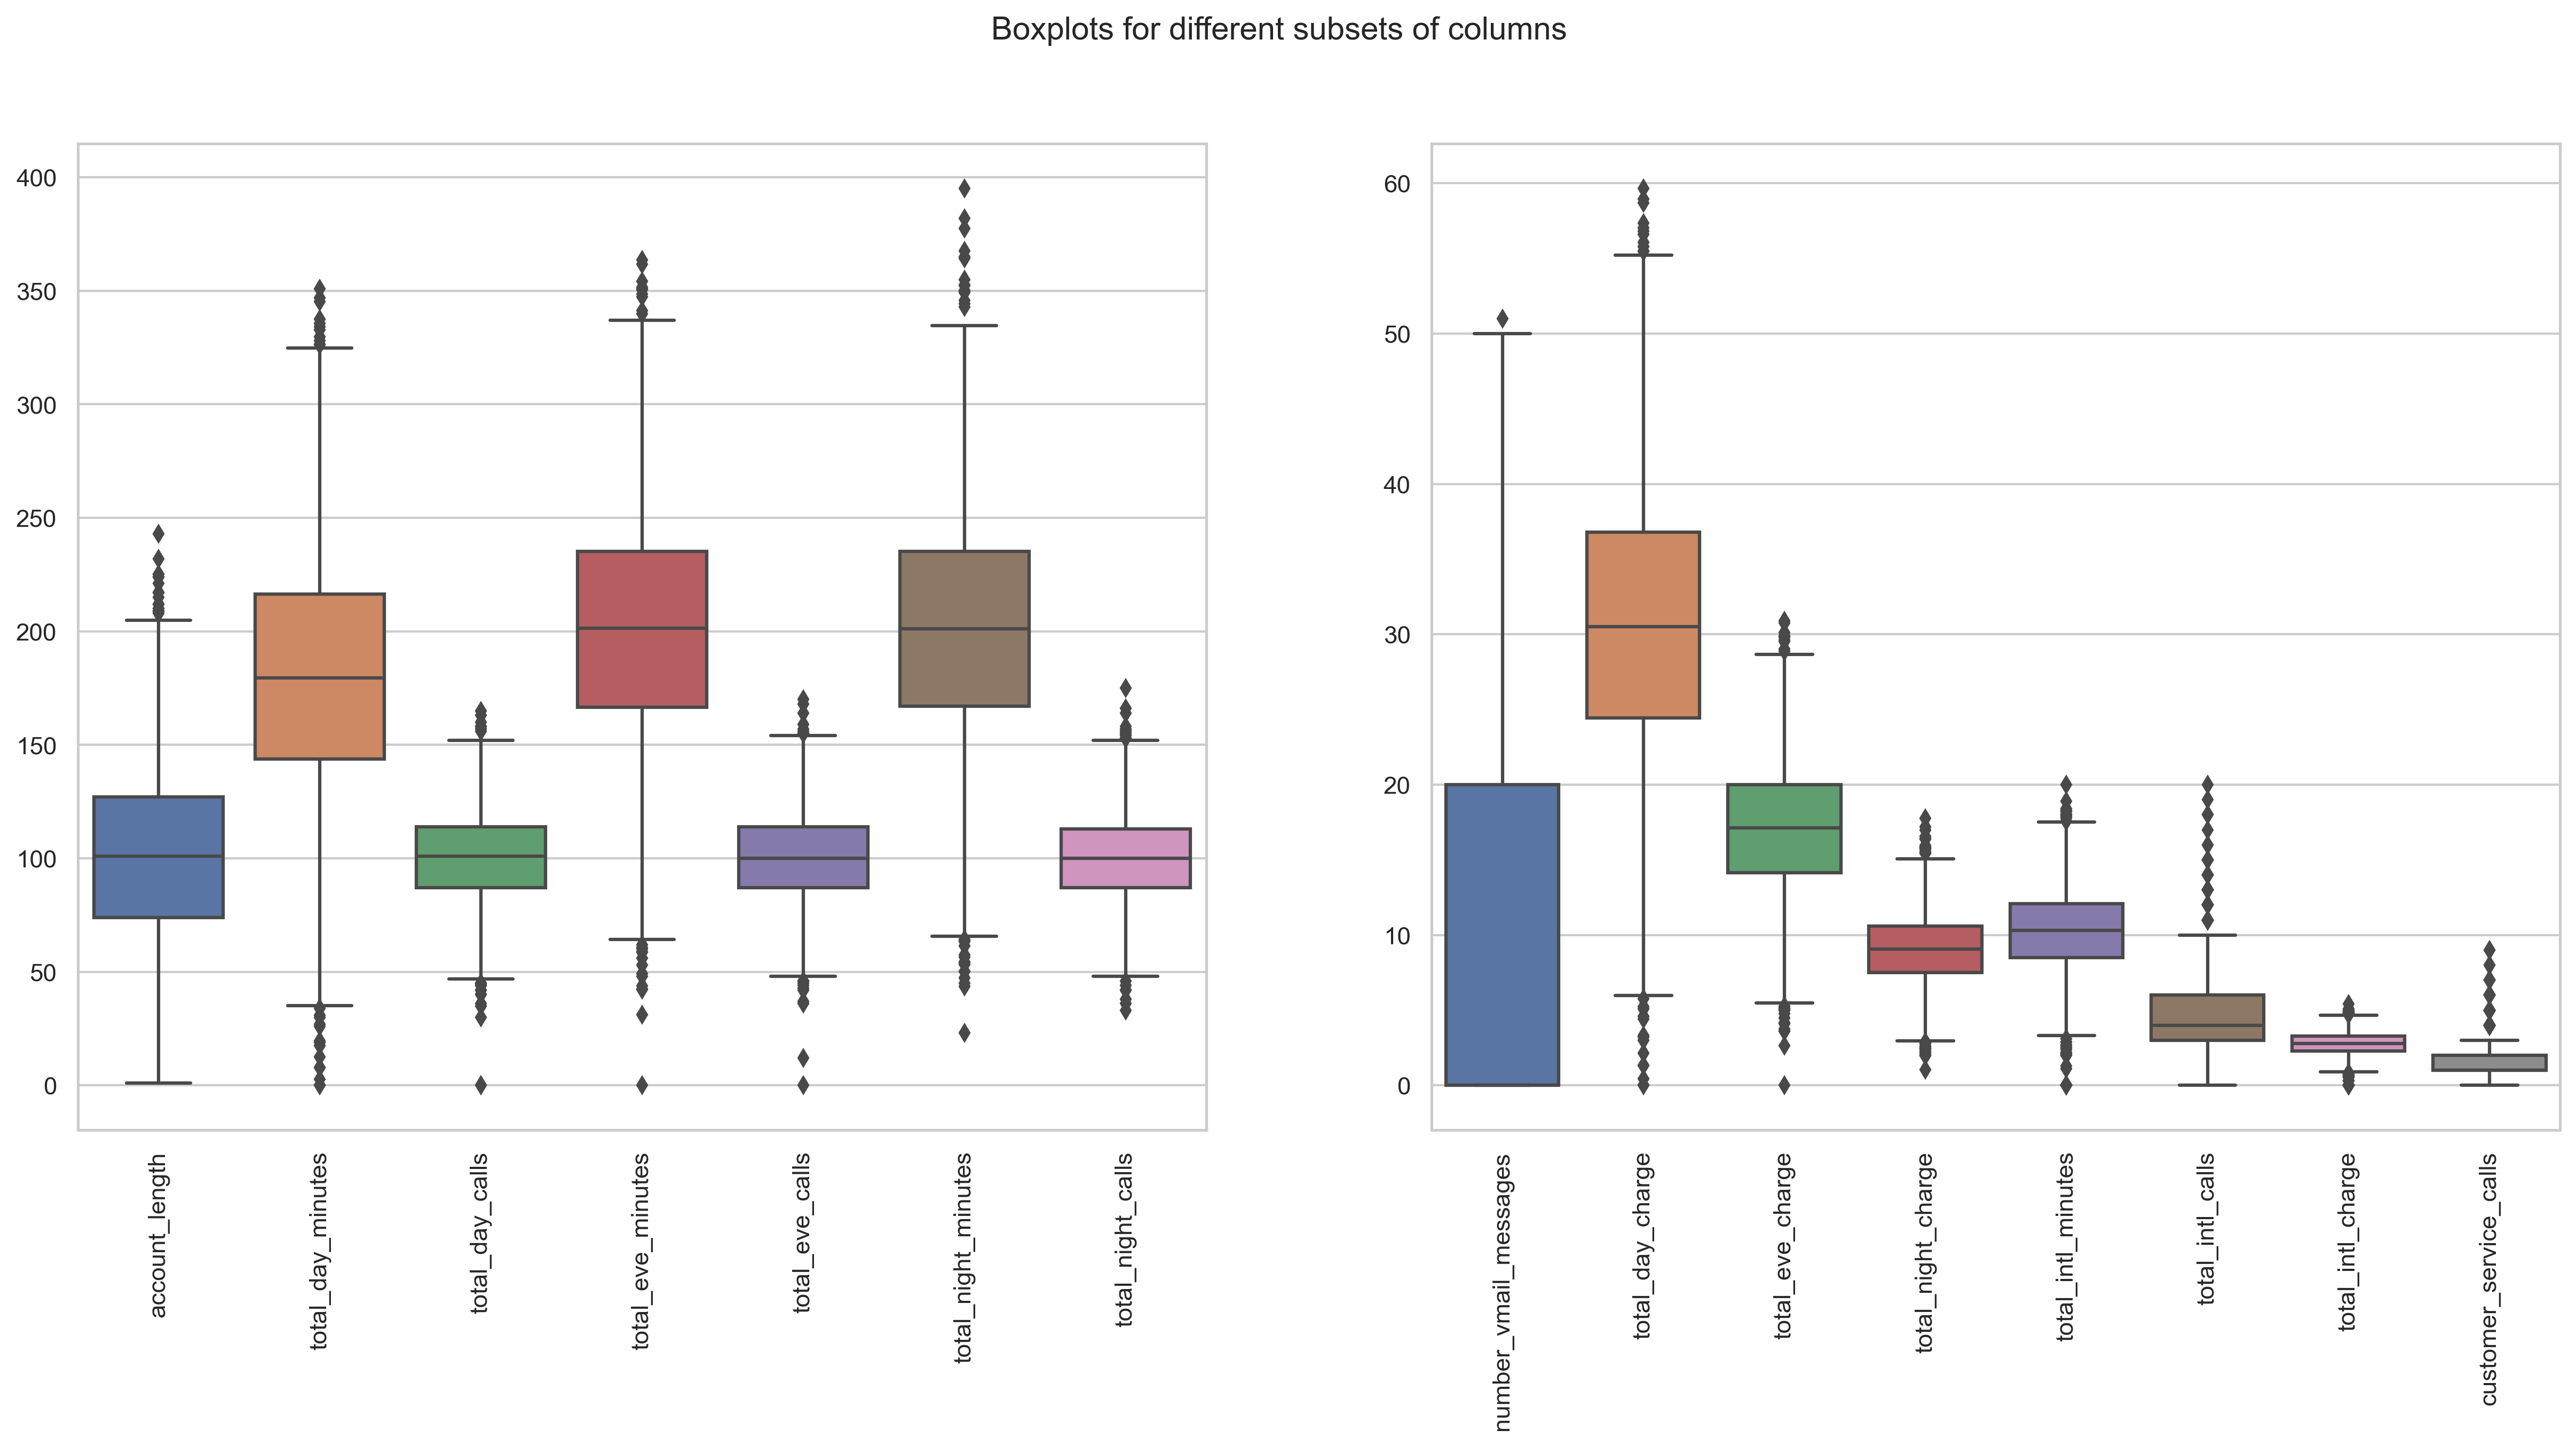 Boxplots for different subsets of columns
400
350
300
250
200
150
100
50
0
account_length
total_day_minutes
total_day_calls
total_eve_minutes
total_eve_calls
total_night_minutes
total_night_calls
60
50
40
30
20
10
0
number_vmail_messages
total_day_charge
total_eve_charge
total_night_charge
total_intl_minutes
total_intl_calls
total_intl_charge
customer_service_calls